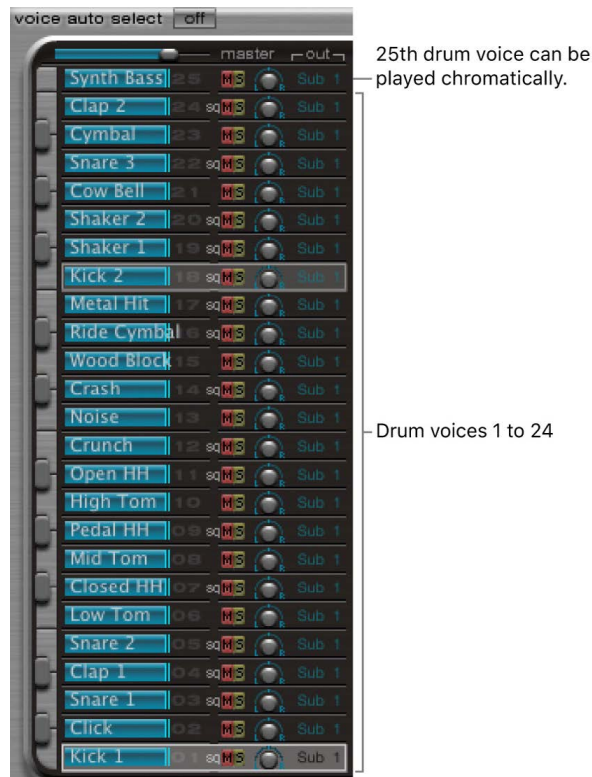 voice auto select off
master out
Synth Bass 25 M S L R Sub 1
25th drum voice can be
played chromatically.
Clap 2 24 sq M S L R Sub 1
Cymbal 23 M S L R Sub 1
Snare 3 22 sq M S L R Sub 1
Cow Bell 21 M S L R Sub 1
Shaker 2 20 sq M S L R Sub 1
Shaker 1 19 sq M S L R Sub 1
Kick 2 18 sq M S L R Sub 1
Metal Hit 17 sq M S L R Sub 1
Ride Cymbal 6 sq M S L R Sub 1
Wood Block 15 M S L R Sub 1
Crash 14 sq M S L R Sub 1
Noise 13 M S L R Sub 1
Drum voices 1 to 24
Crunch 12 sq M S L R Sub 1
Open HH 11 sq M S L R Sub 1
High Tom 10 M S L R Sub 1
Pedal HH 09 sq M S L R Sub 1
Mid Tom 08 M S L R Sub 1
Closed HH 07 sq M S L R Sub 1
Low Tom 06 M S L R Sub 1
Snare 2 05 sq M S L R Sub 1
Clap 1 04 sq M S L R Sub 1
Snare 1 03 sq M S L R Sub 1
Click 02 M S L R Sub 1
Kick 1 01 sq M S L R Sub 1